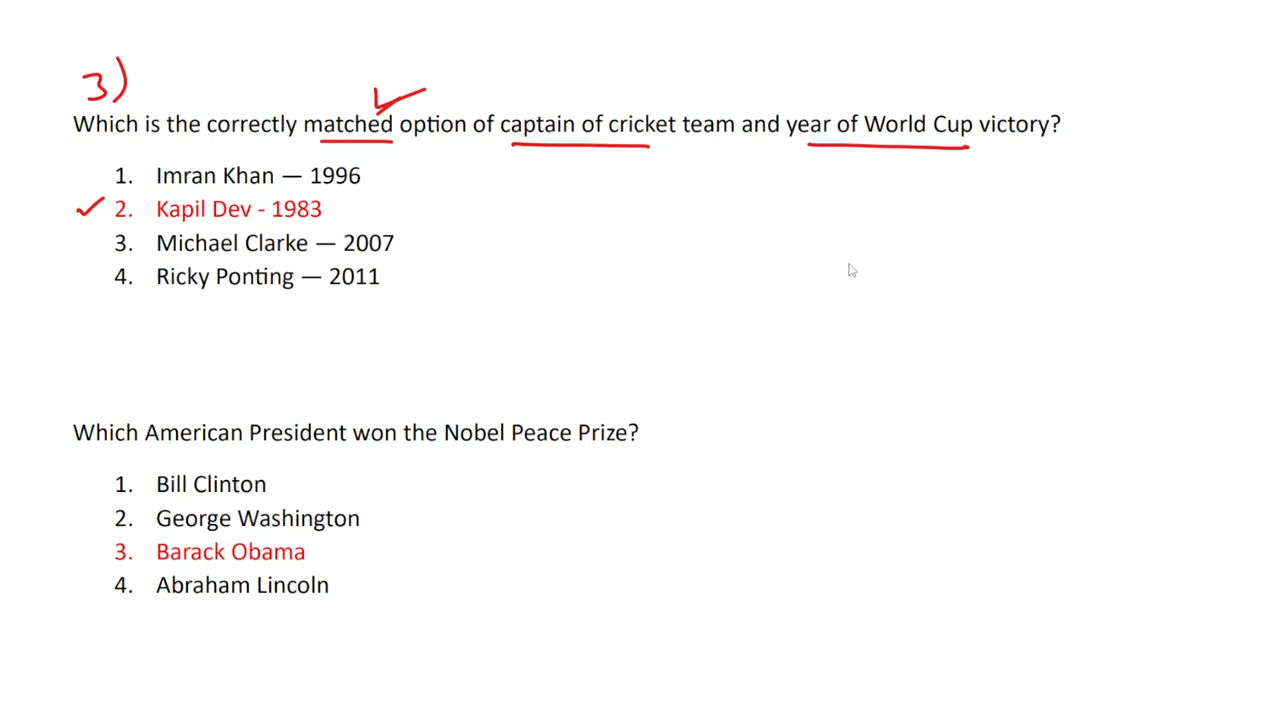 3)
Which is the correctly matched option of captain of cricket team and year of World Cup victory?
1. Imran Khan — 1996
2. Kapil Dev - 1983
3. Michael Clarke — 2007
4. Ricky Ponting — 2011
Which American President won the Nobel Peace Prize?
1. Bill Clinton
2. George Washington
3. Barack Obama
4. Abraham Lincoln